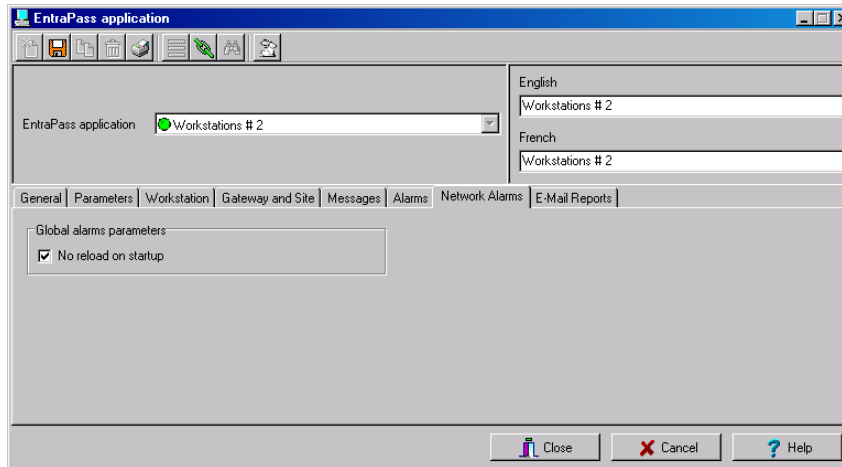 EntraPass application
English
Workstations # 2
EntraPass application
Workstations # 2
French
Workstations # 2
General
Parameters
Workstation
Gateway and Site
Messages
Alarms
Network Alarms
E-Mail Reports
Global alarms parameters
No reload on startup
Close
Cancel
Help